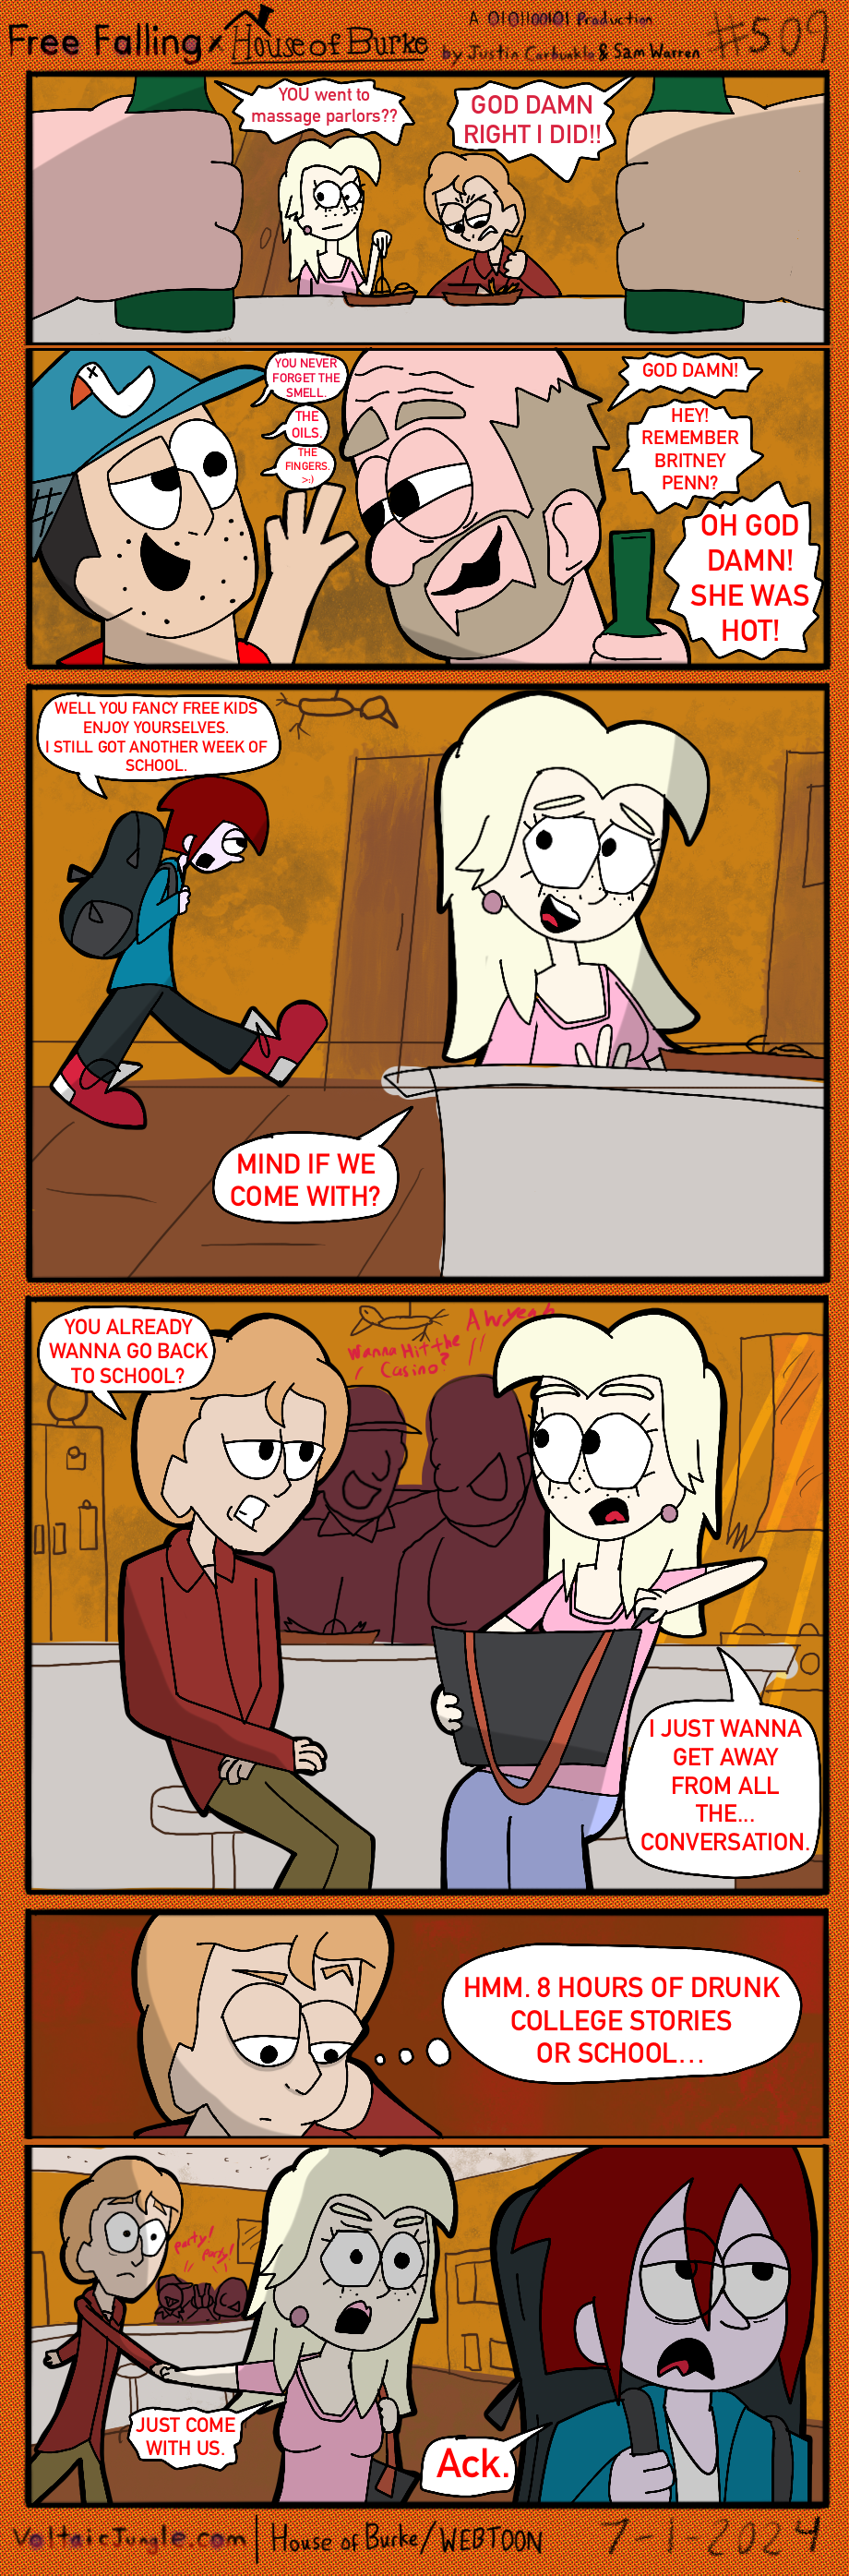 Free Falling x House of Burke
A 0101100101 Production
by Justin Carbunklo & Sam Warren
#509
YOU went to
massage parlors??
GOD DAMN
RIGHT I DID!!
YOU NEVER
FORGET THE
SMELL.
THE
OILS.
THE
FINGERS.
>:)
GOD DAMN!
HEY!
REMEMBER
BRITNEY
PENN?
OH GOD
DAMN!
SHE WAS
HOT!
WELL YOU FANCY FREE KIDS
ENJOY YOURSELVES.
I STILL GOT ANOTHER WEEK OF
SCHOOL.
MIND IF WE
COME WITH?
YOU ALREADY
WANNA GO BACK
TO SCHOOL?
Wanna Hit the
Casino?
Aw yeah
I JUST WANNA
GET AWAY
FROM ALL
THE...
CONVERSATION.
HMM. 8 HOURS OF DRUNK
COLLEGE STORIES
OR SCHOOL...
party!
party!
JUST COME
WITH US.
Ack.
VoltaicJungle.com | House of Burke/WEBTOON
7-1-2024